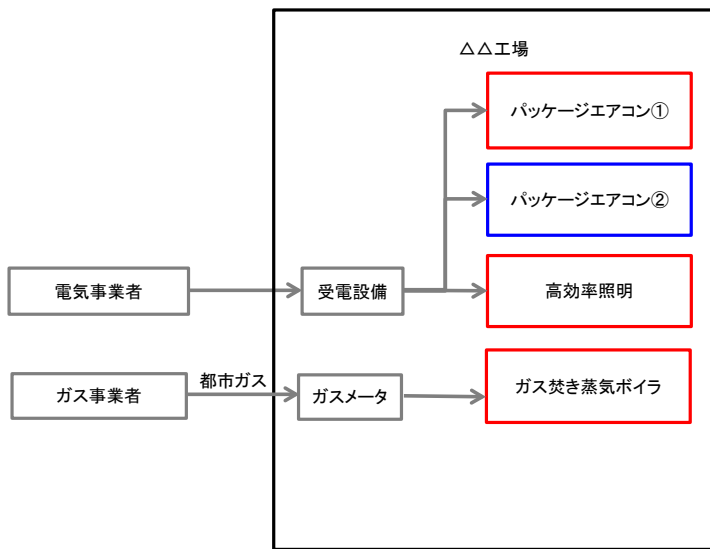 △△工場
パッケージエアコン①
パッケージエアコン②
電気事業者
受電設備
高効率照明
都市ガス
ガス事業者
ガスメータ
ガス焚き蒸気ボイラ